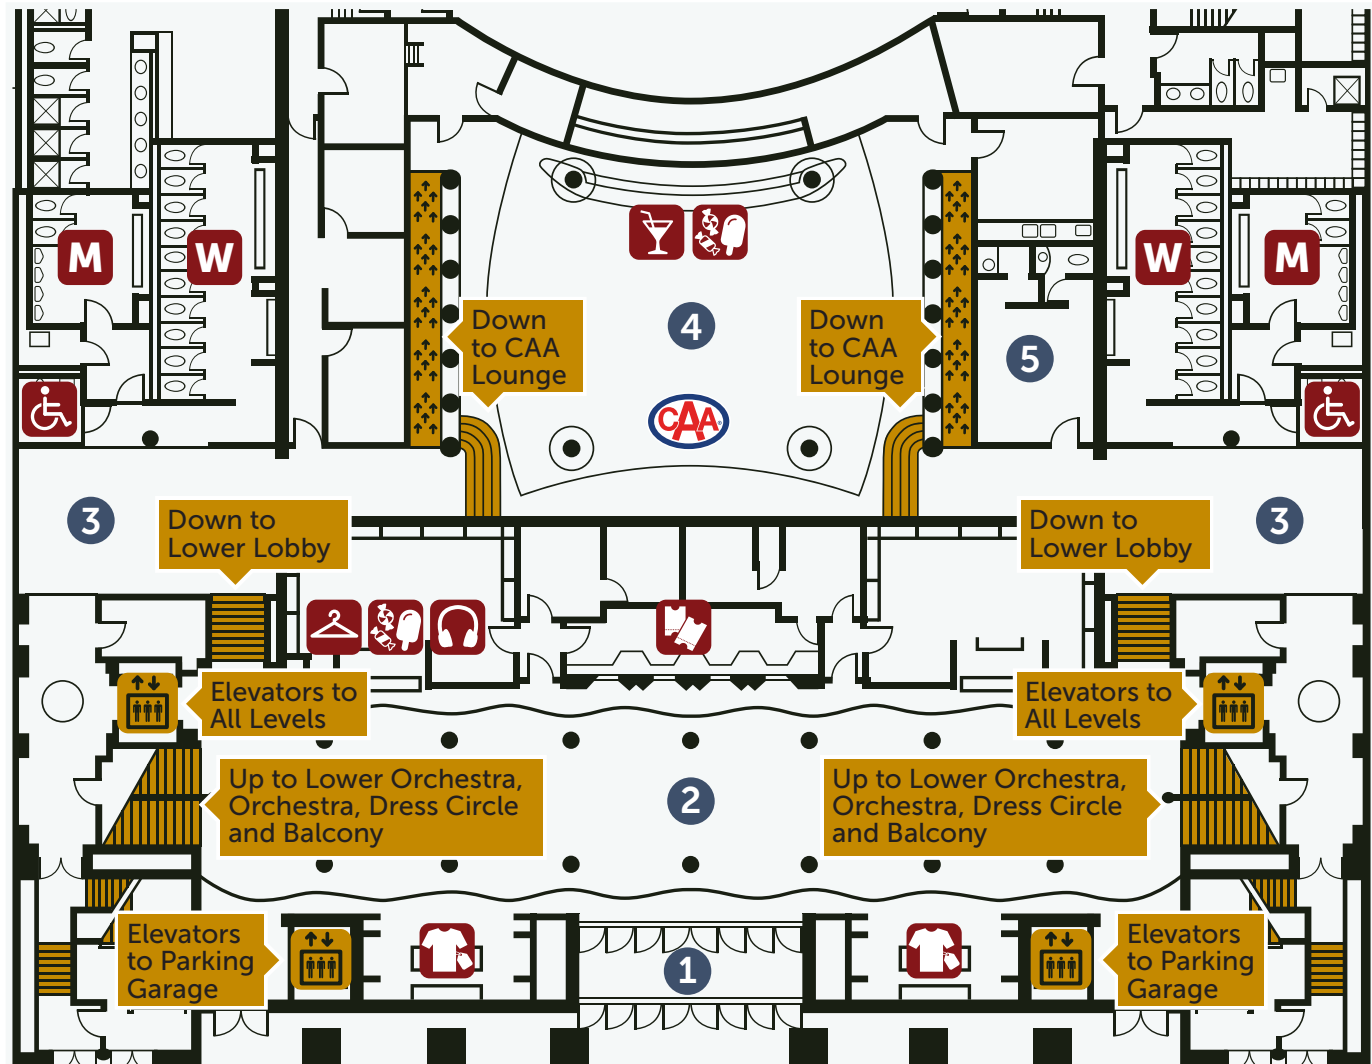 M
W
W
M
4
Down
to CAA
Lounge
Down
to CAA
Lounge
5
CAA
3
Down to
Lower Lobby
Down to
Lower Lobby
3
Elevators to
All Levels
Elevators to
All Levels
Up to Lower Orchestra,
Orchestra, Dress Circle
and Balcony
2
Up to Lower Orchestra,
Orchestra, Dress Circle
and Balcony
Elevators
to Parking
Garage
1
Elevators
to Parking
Garage